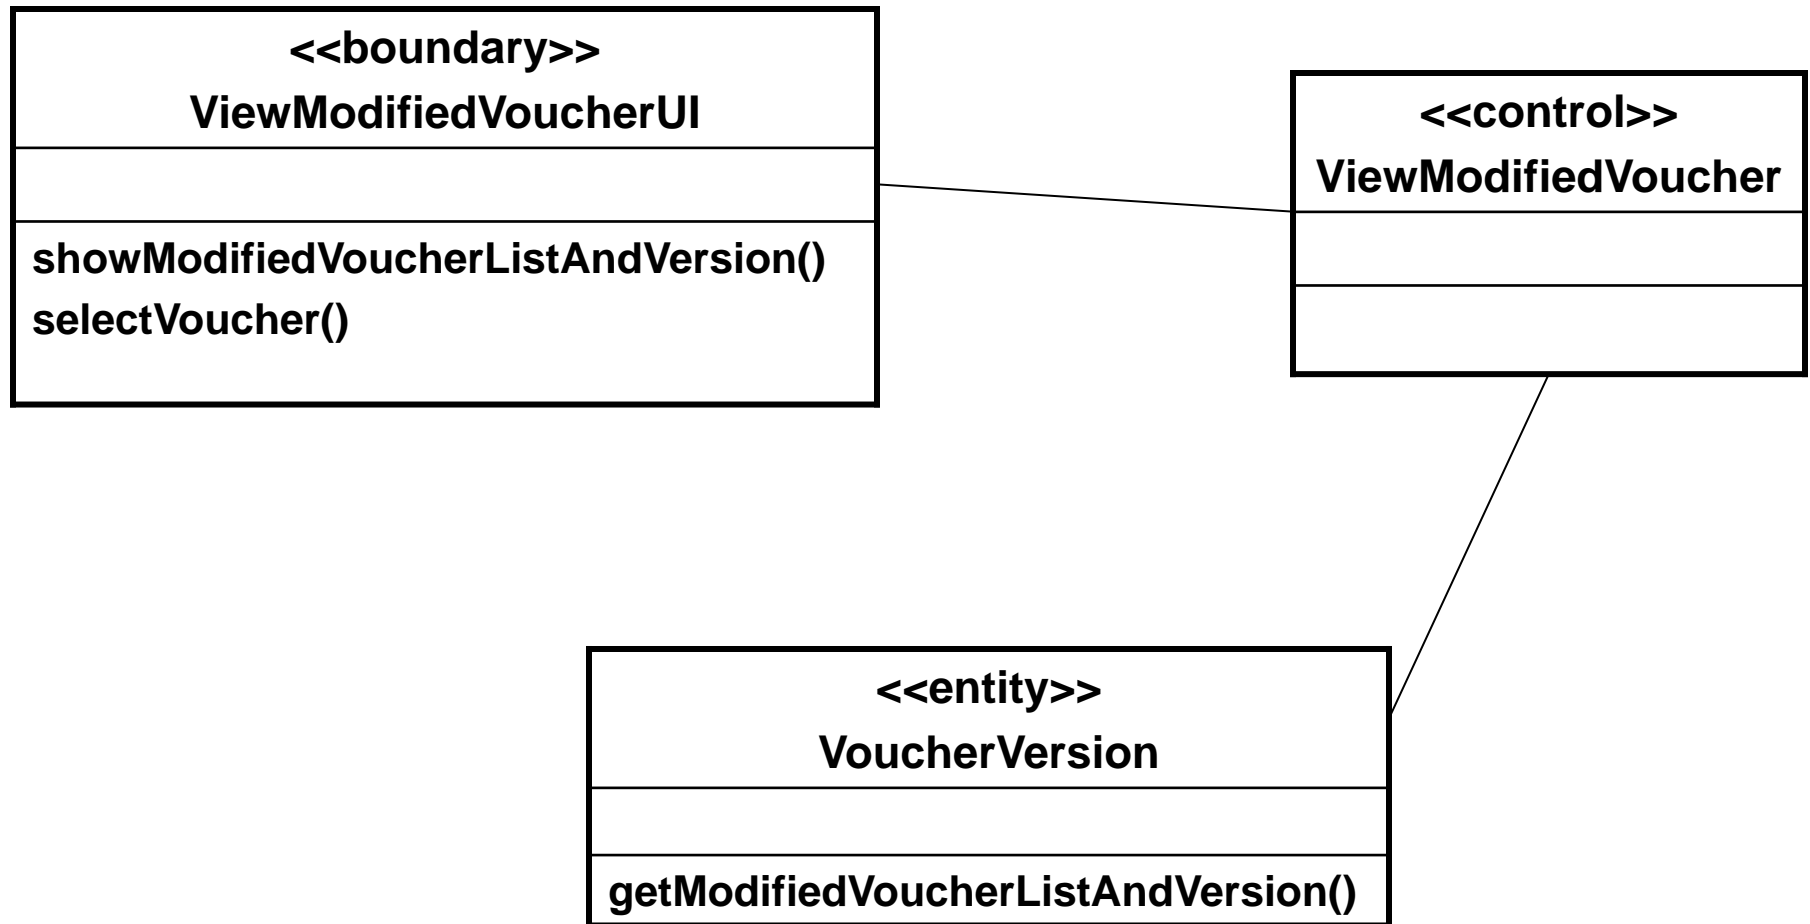 <<boundary>>
ViewModifiedVoucherUI
showModifiedVoucherListAndVersion()
selectVoucher()
<<control>>
ViewModifiedVoucher
<<entity>>
VoucherVersion
getModifiedVoucherListAndVersion()